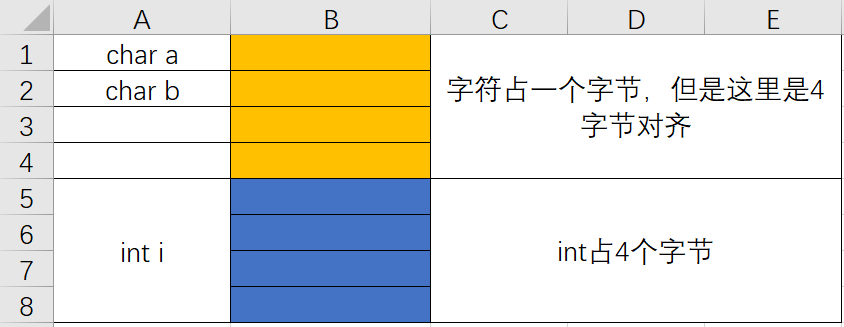 A B C D E
1 char a
2 char b
3
4
字符占一个字节，但是这里是4
字节对齐
5
6
7
8
int i
int占4个字节